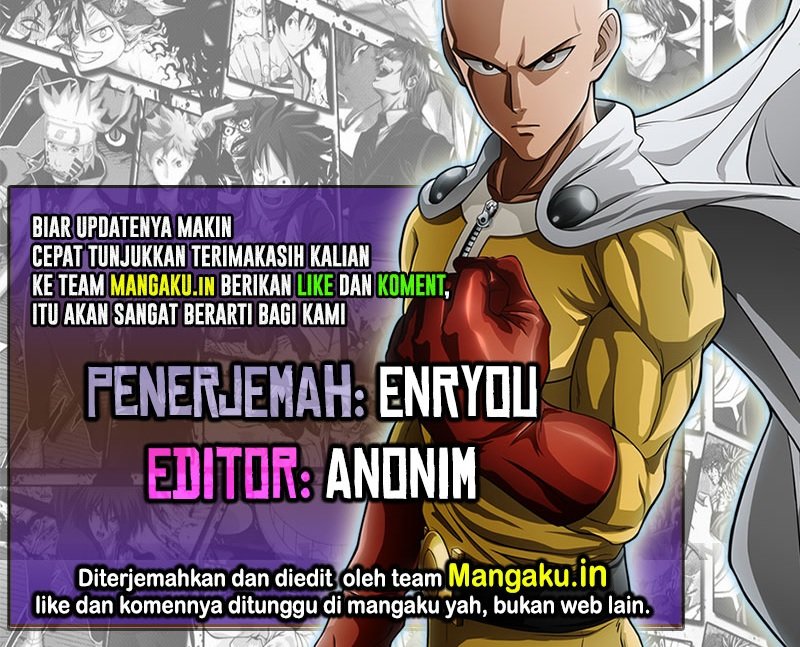 BIAR UPDATENYA MAKIN
CEPAT TUNJUKKAN TERIMAKASIH KALIAN
KE TEAM MANGAKU.IN BERIKAN LIKE DAN KOMENT,
ITU AKAN SANGAT BERARTI BAGI KAMI
PENERJEMAH: ENRYOU
EDITOR: ANONIM
Diterjemahkan dan diedit oleh team Mangaku.in
like dan komennya ditunggu di mangaku yah, bukan web lain.